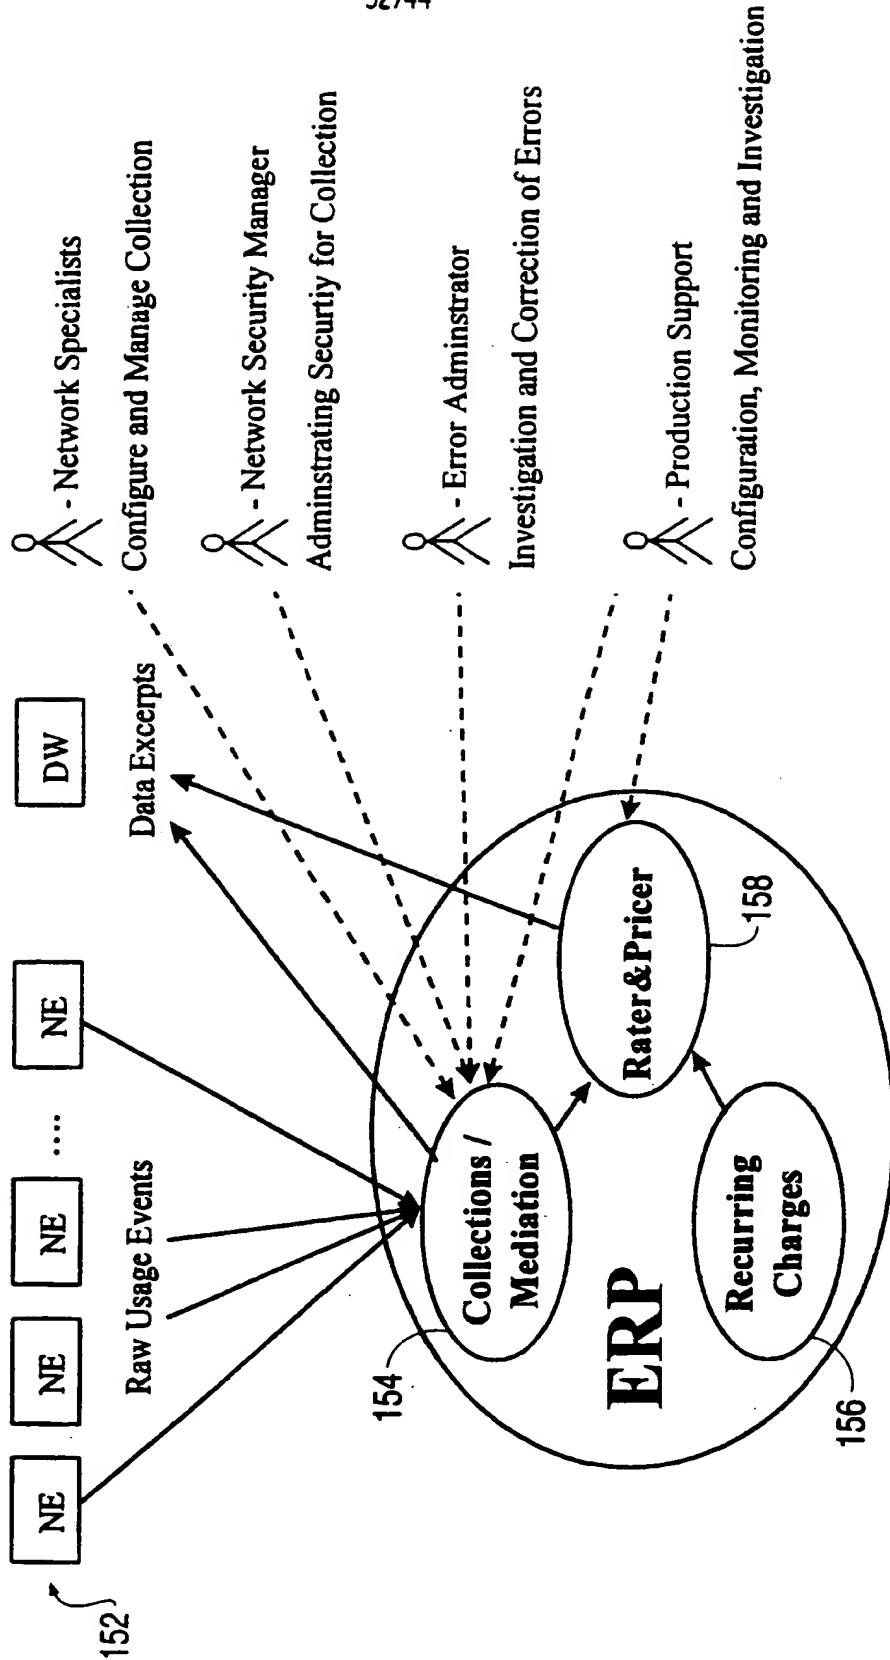 152
NE
NE
NE
....
NE
DW
Raw Usage Events
Data Excerpts
- Network Specialists
Configure and Manage Collection
- Network Security Manager
Adminstrating Securtiy for Collection
- Error Adminstrator
Investigation and Correction of Errors
- Production Support
Configuration, Monitoring and Investigation
154
Collections /
Mediation
ERP
Rater&Pricer
158
Recurring
Charges
156